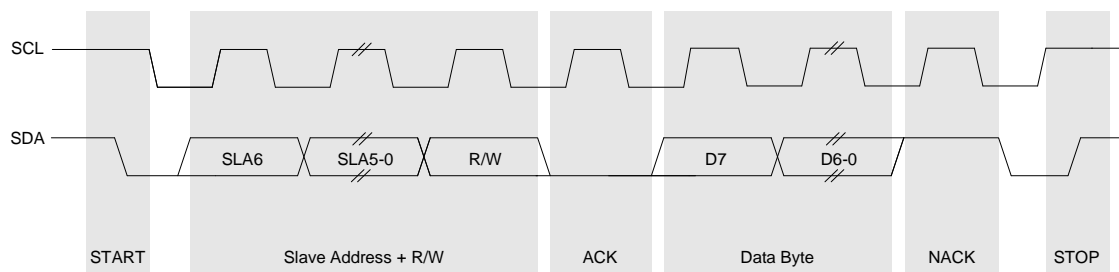 SCL
SDA
SLA6
SLA5-0
R/W
D7
D6-0
START
Slave Address + R/W
ACK
Data Byte
NACK
STOP